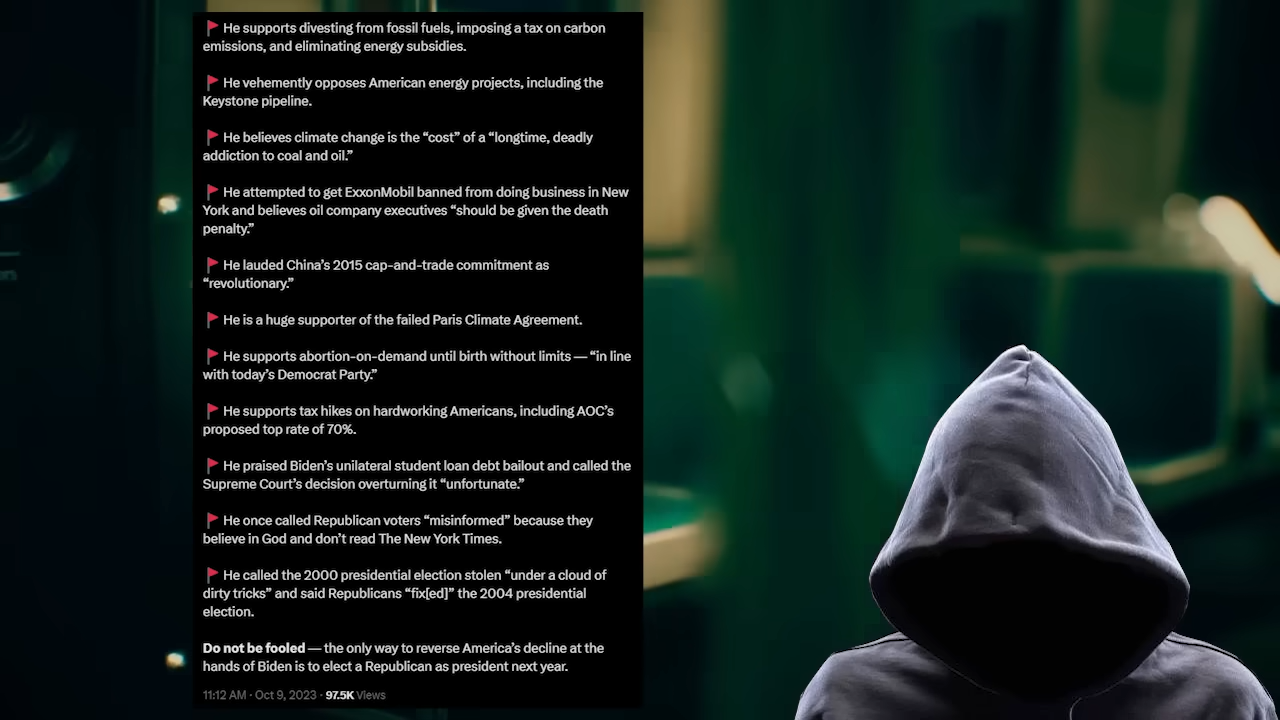 🚩 He supports divesting from fossil fuels, imposing a tax on carbon
emissions, and eliminating energy subsidies.
🚩 He vehemently opposes American energy projects, including the
Keystone pipeline.
🚩 He believes climate change is the “cost” of a “longtime, deadly
addiction to coal and oil.”
🚩 He attempted to get ExxonMobil banned from doing business in New
York and believes oil company executives “should be given the death
penalty.”
🚩 He lauded China’s 2015 cap-and-trade commitment as
“revolutionary.”
🚩 He is a huge supporter of the failed Paris Climate Agreement.
🚩 He supports abortion-on-demand until birth without limits — “in line
with today’s Democrat Party.”
🚩 He supports tax hikes on hardworking Americans, including AOC’s
proposed top rate of 70%.
🚩 He praised Biden’s unilateral student loan debt bailout and called the
Supreme Court’s decision overturning it “unfortunate.”
🚩 He once called Republican voters “misinformed” because they
believe in God and don’t read The New York Times.
🚩 He called the 2000 presidential election stolen “under a cloud of
dirty tricks” and said Republicans “fix[ed]” the 2004 presidential
election.
Do not be fooled — the only way to reverse America’s decline at the
hands of Biden is to elect a Republican as president next year.
11:12 AM · Oct 9, 2023 · 97.5K Views